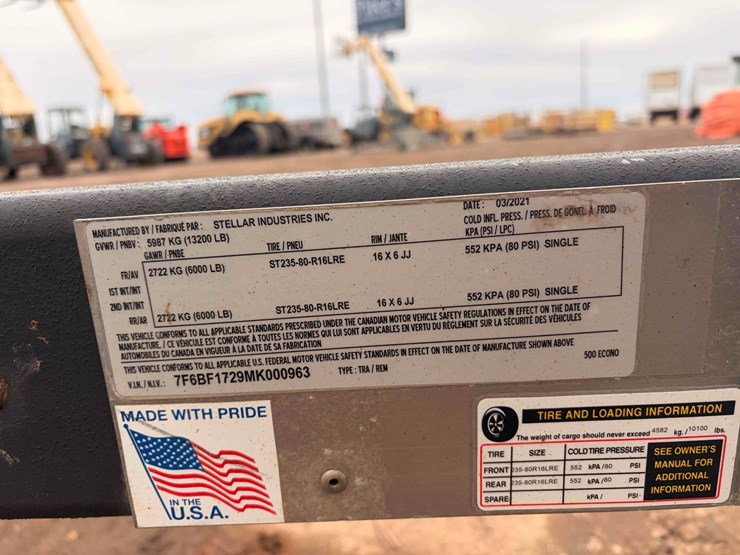 MANUFACTURED BY / FABRIQUÉ PAR : STELLAR INDUSTRIES INC. DATE : 03/2021
GVWR / PNBV : 5987 KG (13200 LB) COLD INFL. PRESS. / PRESS. DE GONFL. À FROID
GAWR / PNBE TIRE / PNEU RIM / JANTE KPA (PSI / LPC)
FR/AV 2722 KG (6000 LB) ST235-80-R16LRE 16 X 6 JJ 552 KPA (80 PSI) SINGLE
1ST INT/INT
2ND INT/INT
RR/AR 2722 KG (6000 LB) ST235-80-R16LRE 16 X 6 JJ 552 KPA (80 PSI) SINGLE
THIS VEHICLE CONFORMS TO ALL APPLICABLE STANDARDS PRESCRIBED UNDER THE CANADIAN MOTOR VEHICLE SAFETY REGULATIONS IN EFFECT ON THE DATE OF
MANUFACTURE. / CE VÉHICULE EST CONFORME À TOUTES LES NORMES QUI LUI SONT APPLICABLES EN VERTU DU RÈGLEMENT SUR LA SÉCURITÉ DES VÉHICULES
AUTOMOBILES DU CANADA EN VIGUEUR À LA DATE DE SA FABRICATION
THIS VEHICLE CONFORMS TO ALL APPLICABLE U.S. FEDERAL MOTOR VEHICLE SAFETY STANDARDS IN EFFECT ON THE DATE OF MANUFACTURE SHOWN ABOVE
V.I.N. / N.I.V. : 7F6BF1729MK000963 TYPE : TRA / REM 500 ECONO
MADE WITH PRIDE
IN THE
U.S.A.
TIRE AND LOADING INFORMATION
The weight of cargo should never exceed 4582 kg. / 10100 lbs.
TIRE SIZE COLD TIRE PRESSURE
FRONT 235-80R16LRE 552 kPA / 80 PSI
REAR 235-80R16LRE 552 kPA / 80 PSI
SPARE kPA / PSI
SEE OWNER'S
MANUAL FOR
ADDITIONAL
INFORMATION